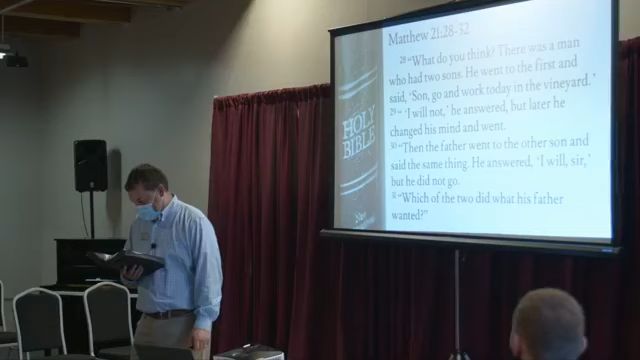 Matthew 21:28-32
28 "What do you think? There was a man
who had two sons. He went to the first and
said, 'Son, go and work today in the vineyard.'
29 "'I will not,' he answered, but later he
changed his mind and went.
30 "Then the father went to the other son and
said the same thing. He answered, 'I will, sir,'
but he did not go.
31 "Which of the two did what his father
wanted?"
HOLY
BIBLE